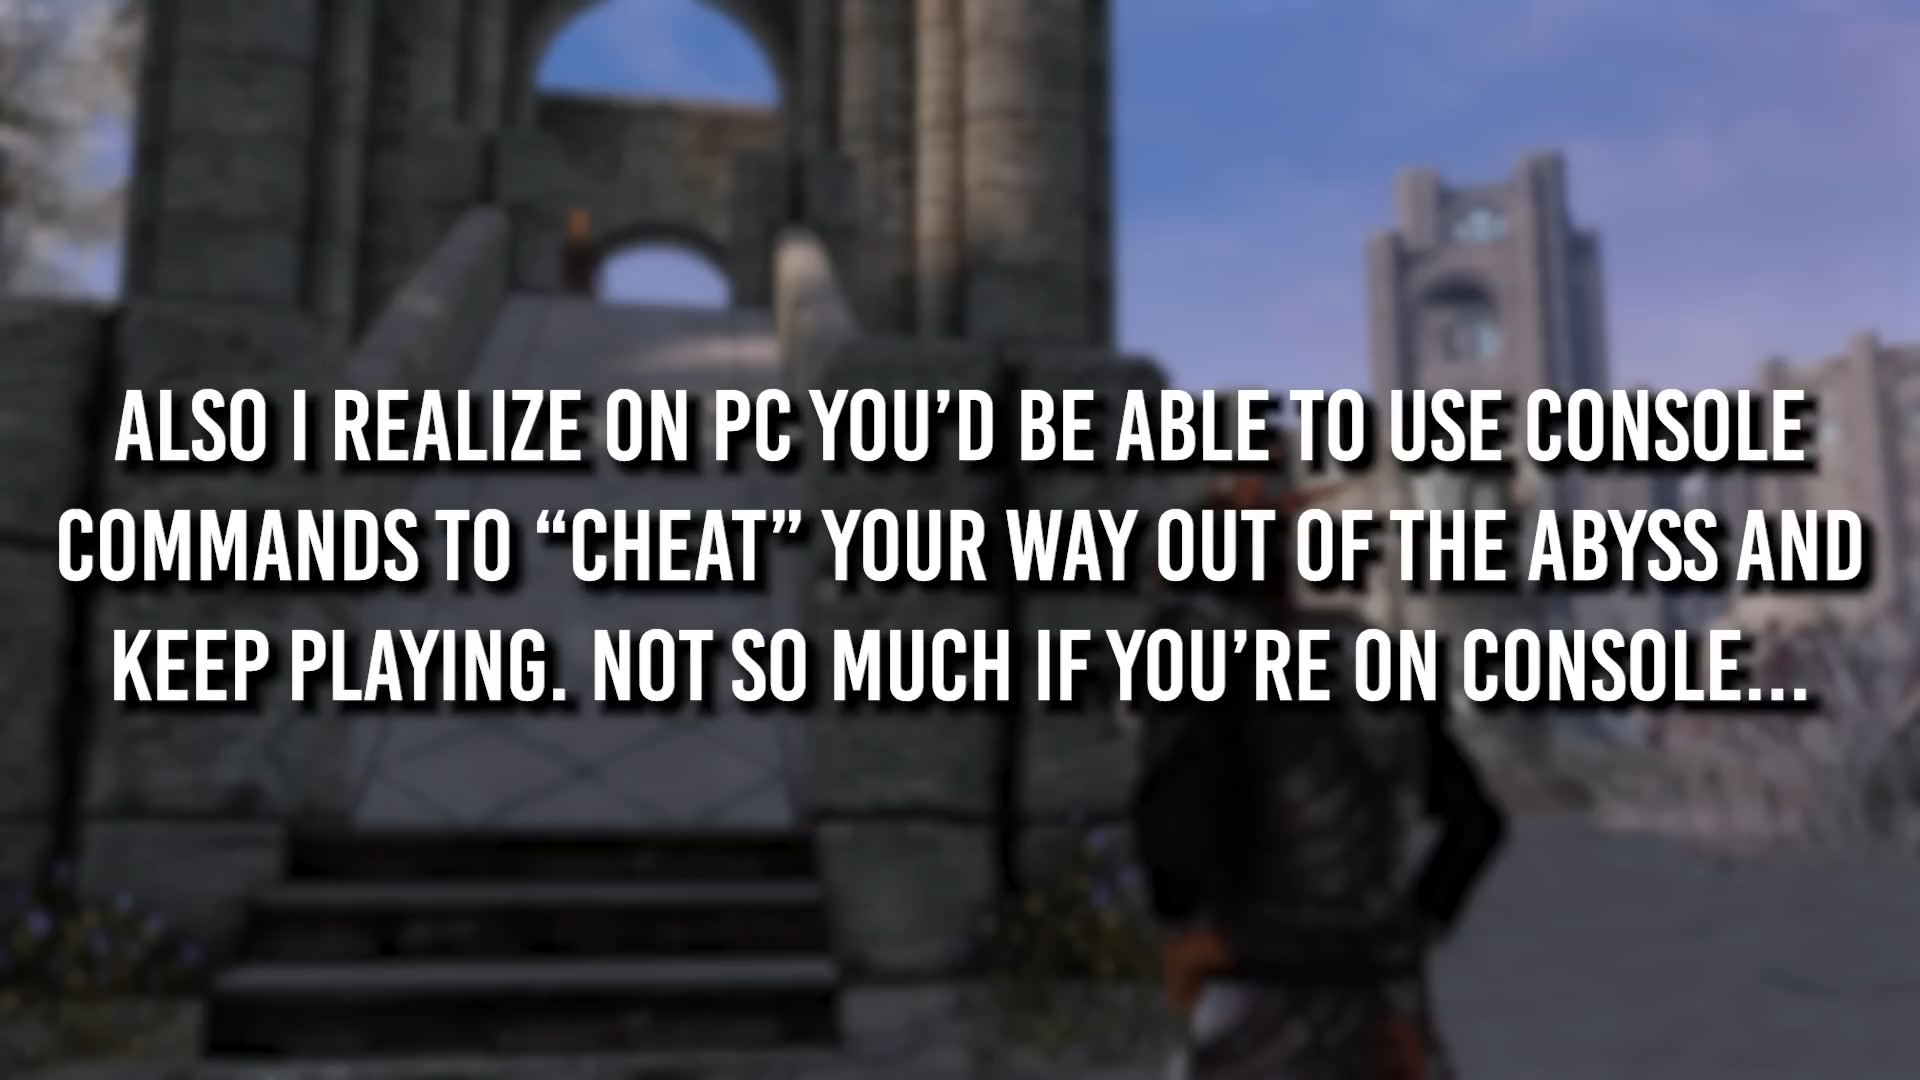 ALSO I REALIZE ON PC YOU’D BE ABLE TO USE CONSOLE
COMMANDS TO “CHEAT” YOUR WAY OUT OF THE ABYSS AND
KEEP PLAYING. NOT SO MUCH IF YOU’RE ON CONSOLE...